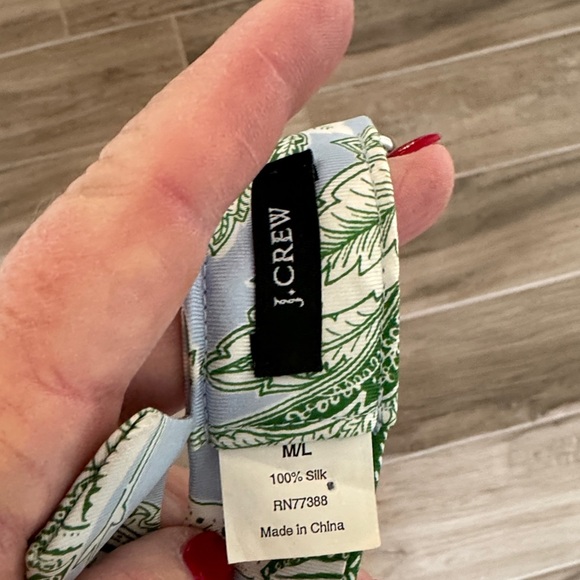 J.CREW
M/L
100% Silk
RN77388
Made in China